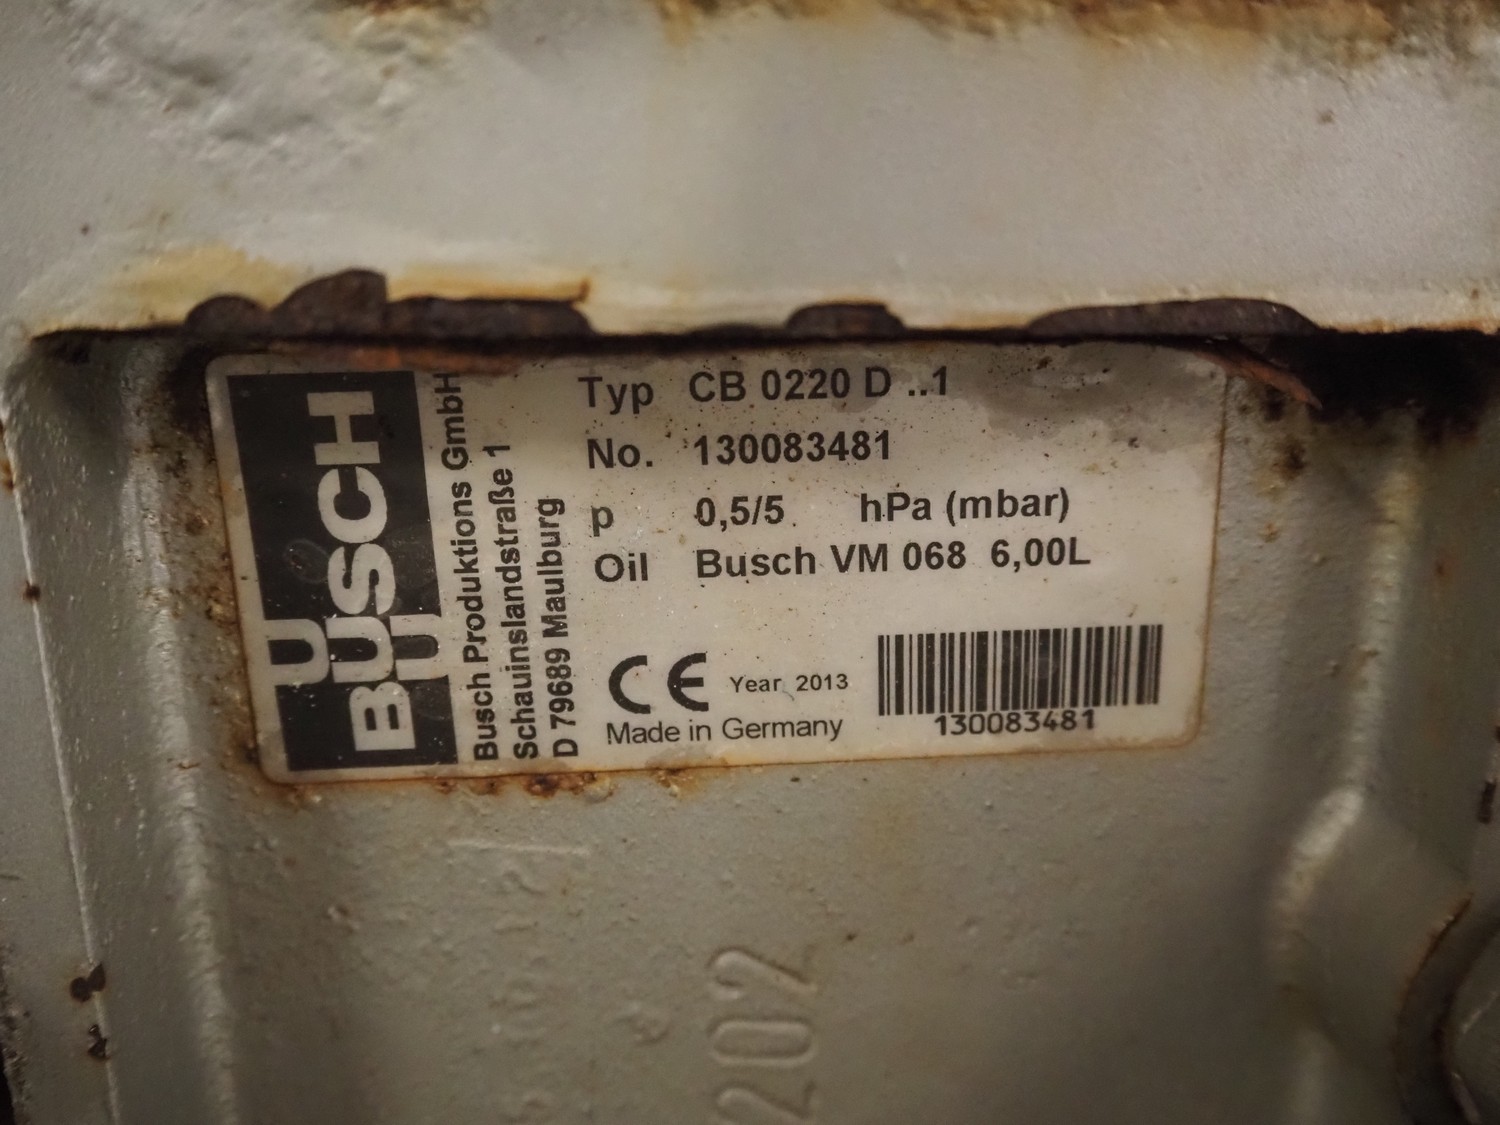 U
BUSCH
U
Busch Produktions GmbH
Schauinslandstraße 1
D 79689 Maulburg
Typ CB 0220 D ..1
No. 130083481
p 0,5/5 hPa (mbar)
Oil Busch VM 068 6,00L
CE Year 2013
Made in Germany
130083481
202